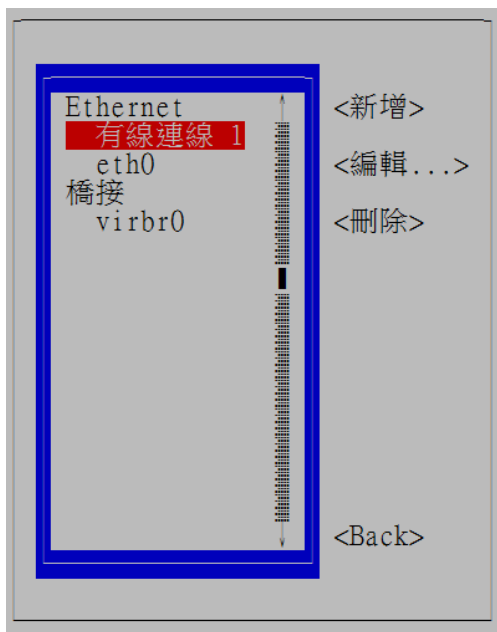 Ethernet
有線連線 1
eth0
橋接
virbr0
<新增>
<編輯...>
<刪除>
<Back>